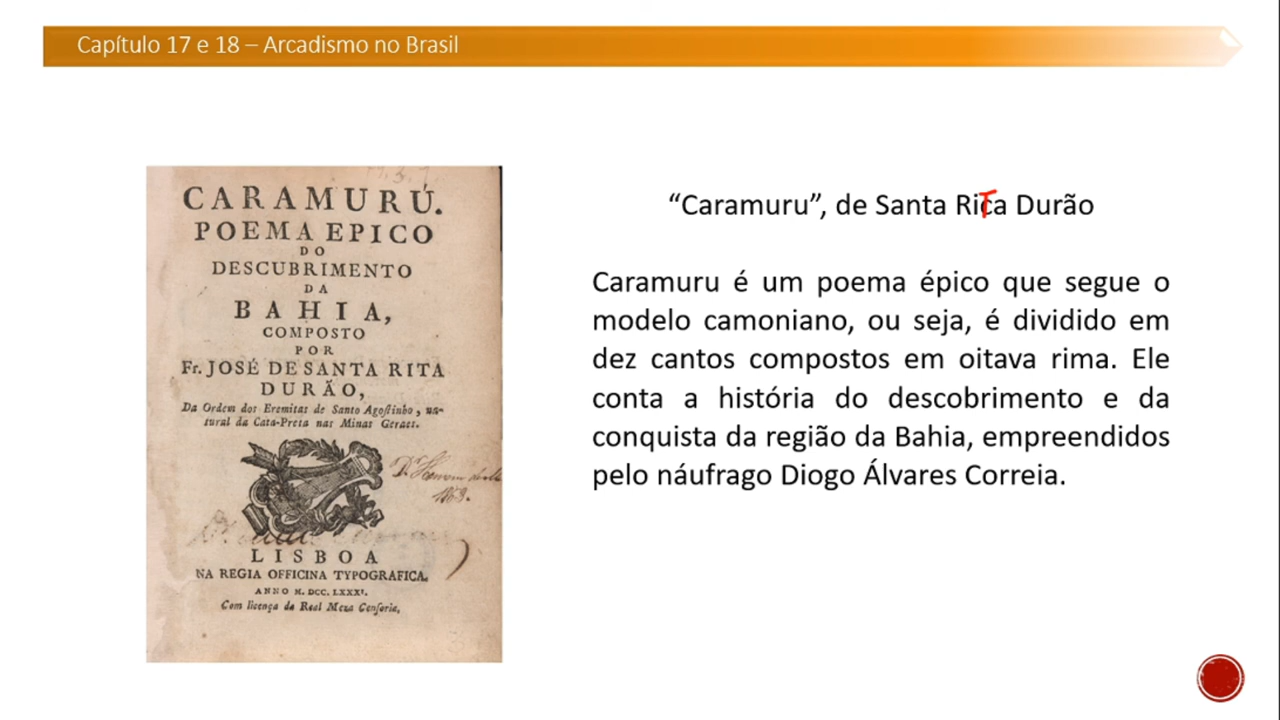 Capítulo 17 e 18 – Arcadismo no Brasil
CARAMURÚ.
POEMA EPICO
DO
DESCUBRIMENTO
DA
BAHIA,
COMPOSTO
POR
Fr. JOSÉ DE SANTA RITA
DURÃO,
Da Ordem dos Eremitas de Santo Agostinho, na-
tural da Cata-Preta nas Minas Geraes.
LISBOA
NA REGIA OFFICINA TYPOGRAFICA.
ANNO M. DCC. LXXXI.
Com licença da Real Meza Censoria.
“Caramuru”, de Santa Rita Durão
Caramuru é um poema épico que segue o
modelo camoniano, ou seja, é dividido em
dez cantos compostos em oitava rima. Ele
conta a história do descobrimento e da
conquista da região da Bahia, empreendidos
pelo náufrago Diogo Álvares Correia.